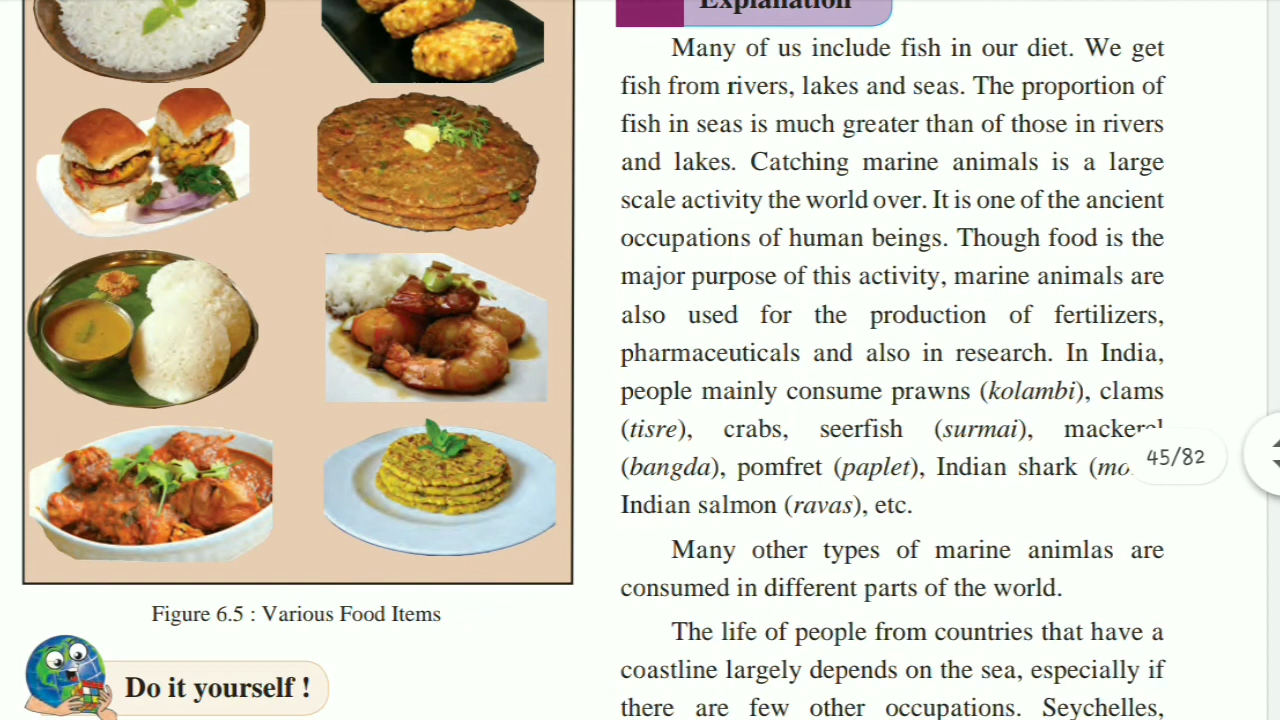 Figure 6.5 : Various Food Items
Do it yourself !
Explanation
Many of us include fish in our diet. We get
fish from rivers, lakes and seas. The proportion of
fish in seas is much greater than of those in rivers
and lakes. Catching marine animals is a large
scale activity the world over. It is one of the ancient
occupations of human beings. Though food is the
major purpose of this activity, marine animals are
also used for the production of fertilizers,
pharmaceuticals and also in research. In India,
people mainly consume prawns (kolambi), clams
(tisre), crabs, seerfish (surmai), mackerel
(bangda), pomfret (paplet), Indian shark
Indian salmon (ravas), etc.
Many other types of marine animlas are
consumed in different parts of the world.
The life of people from countries that have a
coastline largely depends on the sea, especially if
there are few other occupations. Seychelles,
45/82